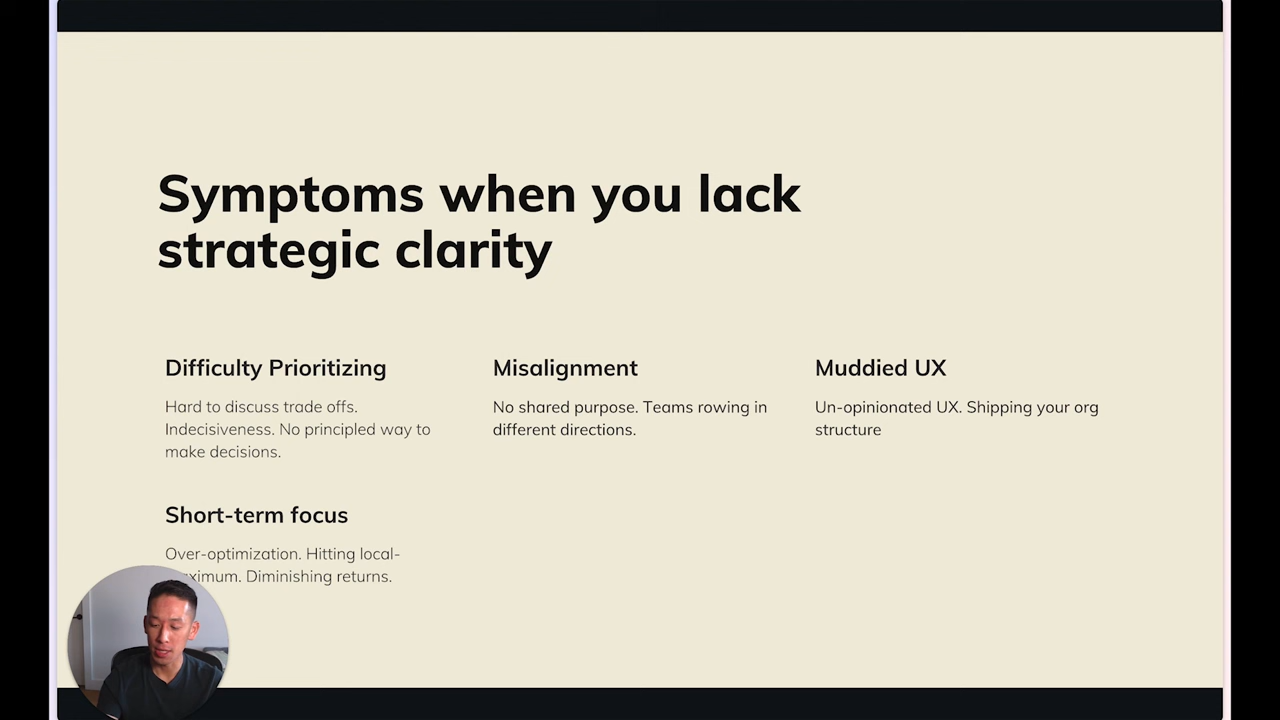 Symptoms when you lack
strategic clarity
Difficulty Prioritizing
Hard to discuss trade offs.
Indecisiveness. No principled way to
make decisions.
Misalignment
No shared purpose. Teams rowing in
different directions.
Muddied UX
Un-opinionated UX. Shipping your org
structure
Short-term focus
Over-optimization. Hitting local-
ximum. Diminishing returns.